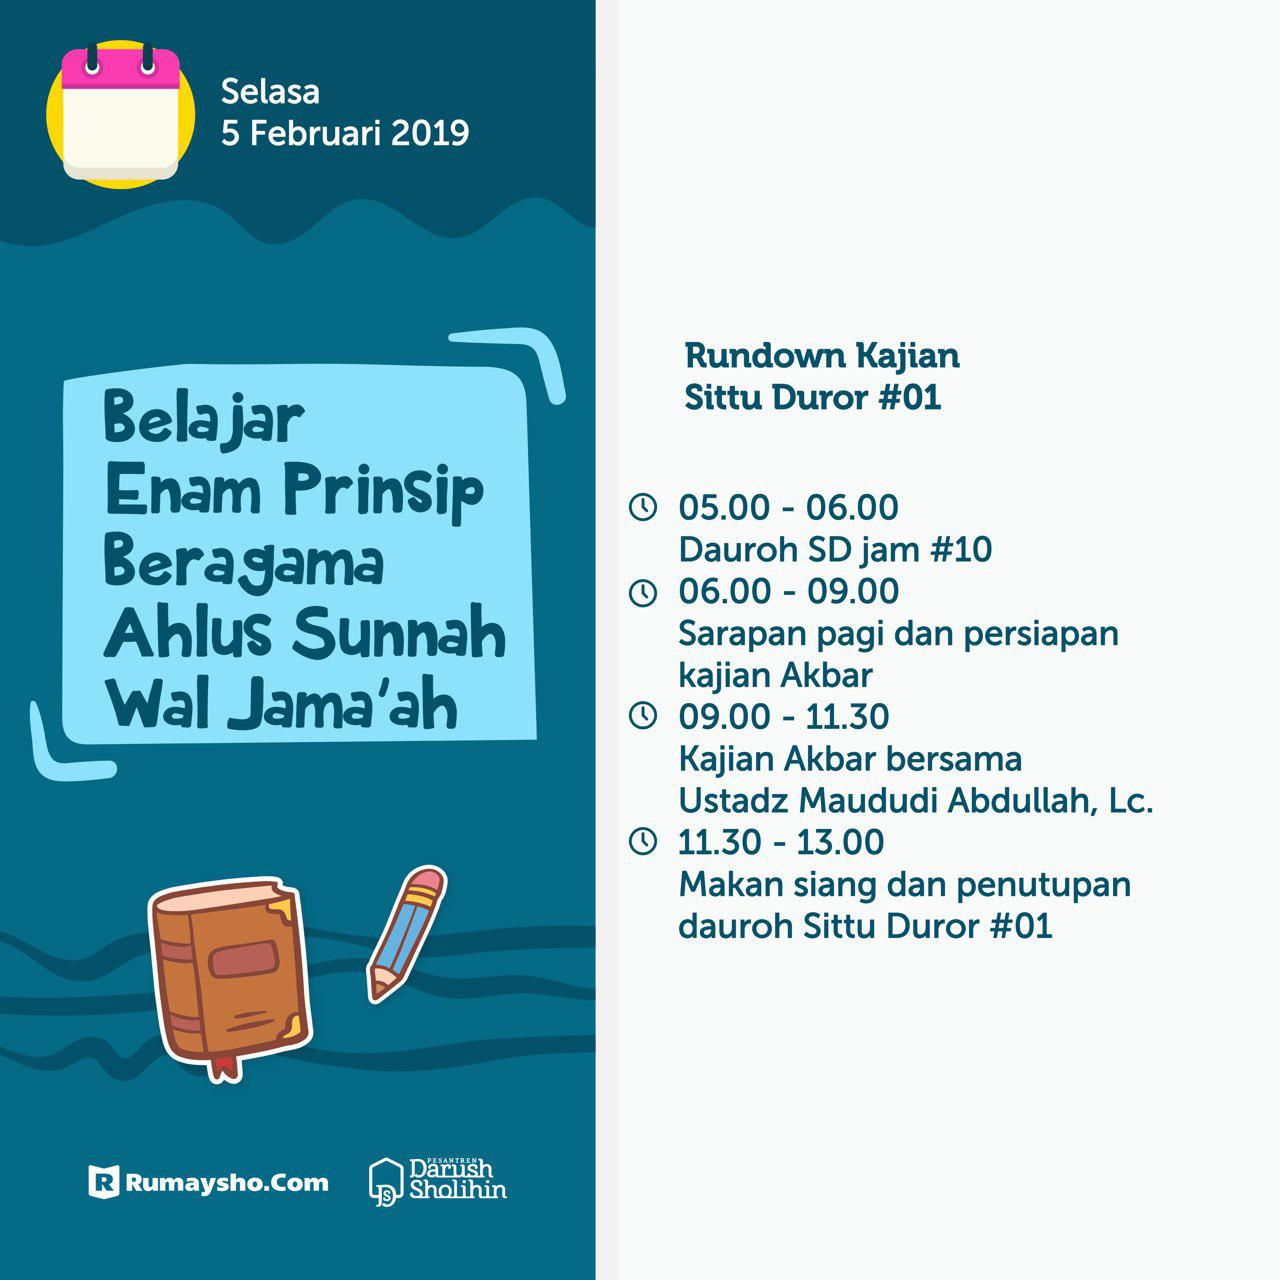 Selasa
5 Februari 2019
Belajar
Enam Prinsip
Beragama
Ahlus Sunnah
Wal Jama'ah
R Rumaysho.Com
PESANTREN
Darush
Sholihin
DS
Rundown Kajian
Sittu Duror #01
05.00 - 06.00
Dauroh SD jam #10
06.00 - 09.00
Sarapan pagi dan persiapan
kajian Akbar
09.00 - 11.30
Kajian Akbar bersama
Ustadz Maududi Abdullah, Lc.
11.30 - 13.00
Makan siang dan penutupan
dauroh Sittu Duror #01